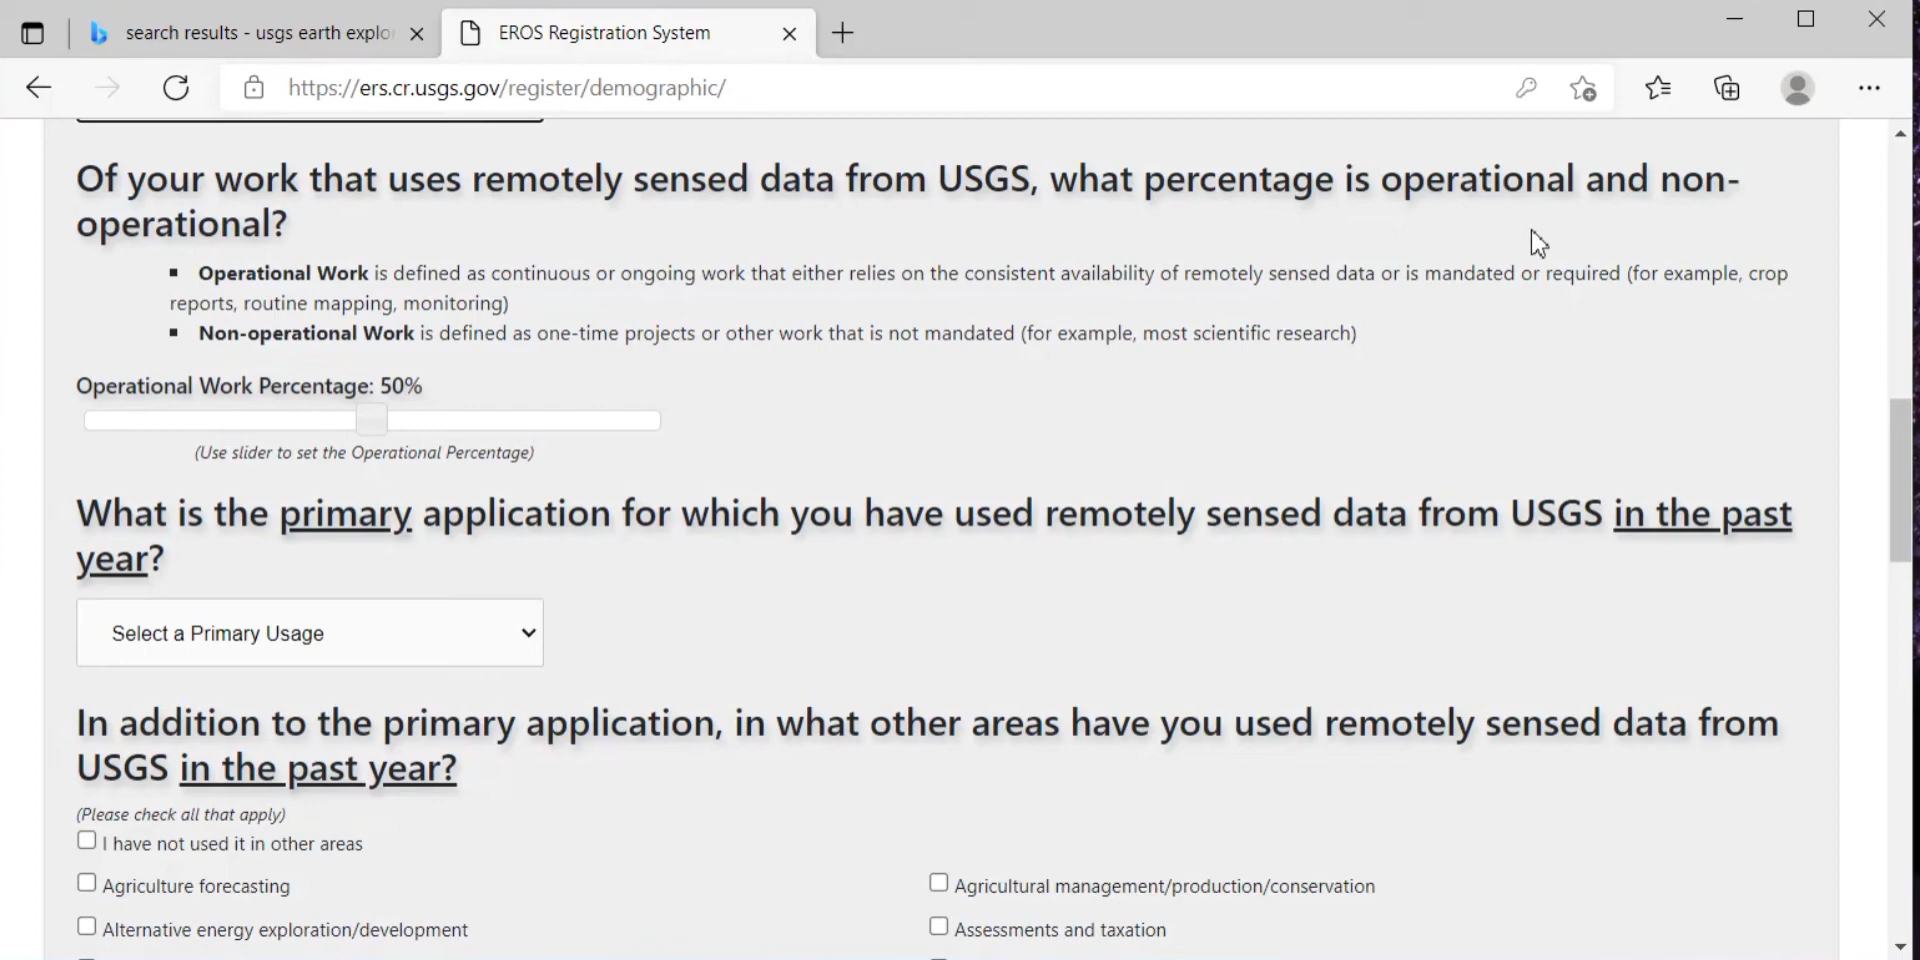 search results - usgs earth explo
EROS Registration System
https://ers.cr.usgs.gov/register/demographic/
Of your work that uses remotely sensed data from USGS, what percentage is operational and non-
operational?
▪ Operational Work is defined as continuous or ongoing work that either relies on the consistent availability of remotely sensed data or is mandated or required (for example, crop
reports, routine mapping, monitoring)
▪ Non-operational Work is defined as one-time projects or other work that is not mandated (for example, most scientific research)
Operational Work Percentage: 50%
(Use slider to set the Operational Percentage)
What is the primary application for which you have used remotely sensed data from USGS in the past
year?
Select a Primary Usage
In addition to the primary application, in what other areas have you used remotely sensed data from
USGS in the past year?
(Please check all that apply)
I have not used it in other areas
Agriculture forecasting
Agricultural management/production/conservation
Alternative energy exploration/development
Assessments and taxation